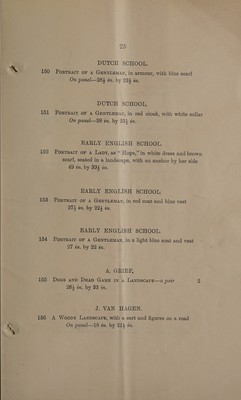 25
DUTCH SCHOOL.
150 PORTRAIT OF A GENTLEMAN, in armour, with blue scarf
On panel—28½ in. by 23½ in.
DUTCH SCHOOL.
151 PORTRAIT OF A GENTLEMAN, in red cloak, with white collar
On panel—28 in. by 23½ in.
EARLY ENGLISH SCHOOL.
152 PORTRAIT OF A LADY, as “Hope,” in white dress and brown
scarf, seated in a landscape, with an anchor by her side
49 in. by 39½ in.
EARLY ENGLISH SCHOOL.
153 PORTRAIT OF A GENTLEMAN, in red coat and blue vest
27½ in. by 22½ in.
EARLY ENGLISH SCHOOL.
154 PORTRAIT OF A GENTLEMAN, in a light blue coat and vest
27 in. by 22 in.
A. GRIEF.
155 DOGS AND DEAD GAME IN A LANDSCAPE—a pair 2
26½ in. by 23 in.
J. VAN HAGEN.
156 A WOODY LANDSCAPE, with a cart and figures on a road
On panel—18 in. by 21½ in.